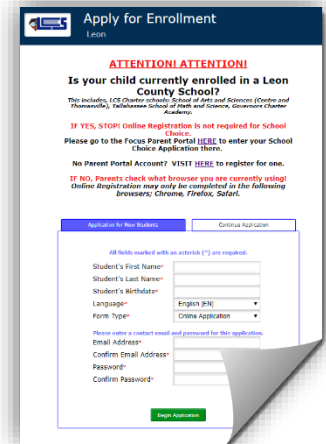 LCS
Apply for Enrollment
Leon
ATTENTION! ATTENTION!
Is your child currently enrolled in a Leon
County School?
This includes, LCS Charter schools: School of Arts and Sciences (Centre and
Thomasville), Tallahassee School of Math and Science, Governors Charter
Academy.
IF YES, STOP! Online Registration is not required for School
Choice.
Please go to the Focus Parent Portal HERE to enter your School
Choice Application there.
No Parent Portal Account? VISIT HERE to register for one.
IF NO, Parents check what browser you are currently using!
Online Registration may only be completed in the following
browsers; Chrome, Firefox, Safari.
Application for New Students
Continue Application
All fields marked with an asterisk (*) are required.
Student's First Name*
Student's Last Name*
Student's Birthdate*
Language* English (EN)
Form Type* Online Application
Please enter a contact email and password for this application.
Email Address*
Confirm Email Address*
Password*
Confirm Password*
Begin Application